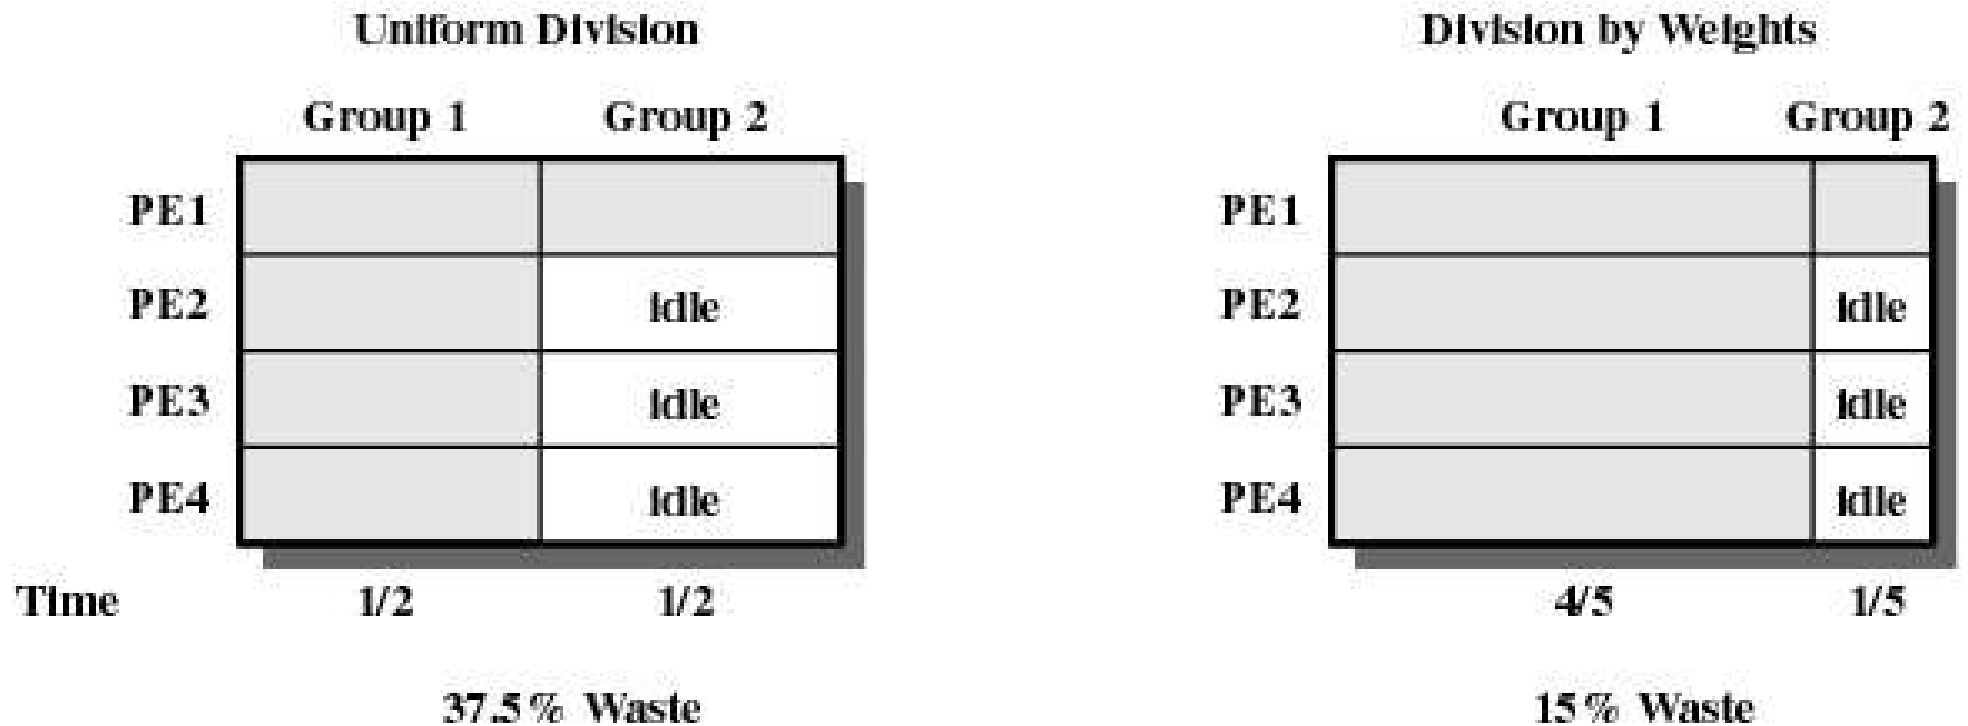 Uniform Division
Group 1 Group 2
PE1
PE2 idle
PE3 idle
PE4 idle
Time 1/2 1/2
37.5% Waste
Division by Weights
Group 1 Group 2
PE1
PE2 idle
PE3 idle
PE4 idle
4/5 1/5
15% Waste